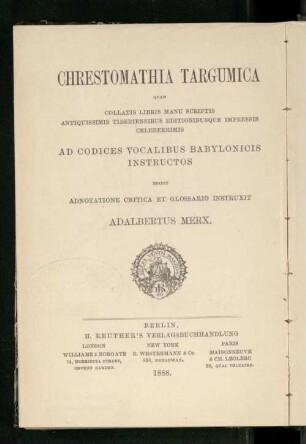 CHRESTOMATHIA TARGUMICA
QUAM
COLLATIS LIBRIS MANU SCRIPTIS
ANTIQUISSIMIS TIBERIENSIBUS EDITIONIBUSQUE IMPRESSIS
CELEBERRIMIS
AD CODICES VOCALIBUS BABYLONICIS
INSTRUCTOS
EDIDIT
ADNOTATIONE CRITICA ET GLOSSARIO INSTRUXIT
ADALBERTUS MERX.
BERLIN,
H. REUTHER'S VERLAGSBUCHHANDLUNG
LONDON NEW YORK PARIS
WILLIAMS & NORGATE B. WESTERMANN & Co. MAISONNEUVE
14, HENRIETTA STREET, 838, BROADWAY. & CH. LECLERC
COVENT GARDEN. 25, QUAI VOLTAIRE.
1888.